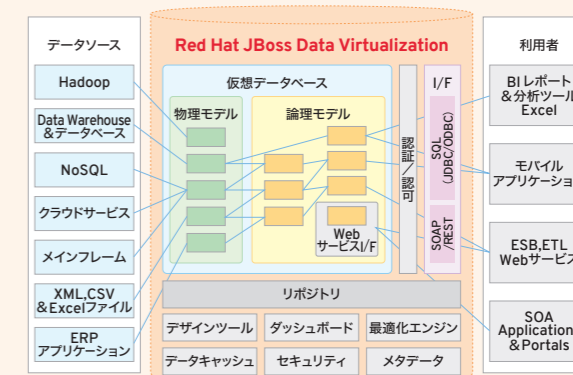 データソース
Hadoop
Data Warehouse
&データベース
NoSQL
クラウドサービス
メインフレーム
XML,CSV
&Excelファイル
ERP
アプリケーション
Red Hat JBoss Data Virtualization
仮想データベース
物理モデル
論理モデル
Web
サービスI/F
認証/認可
I/F
SQL
(JDBC/ODBC)
SOAP
/REST
リポジトリ
デザインツール
ダッシュボード
最適化エンジン
データキャッシュ
セキュリティ
メタデータ
利用者
BIレポート
&分析ツール
Excel
モバイル
アプリケーション
ESB,ETL
Webサービス
SOA
Application
&Portals